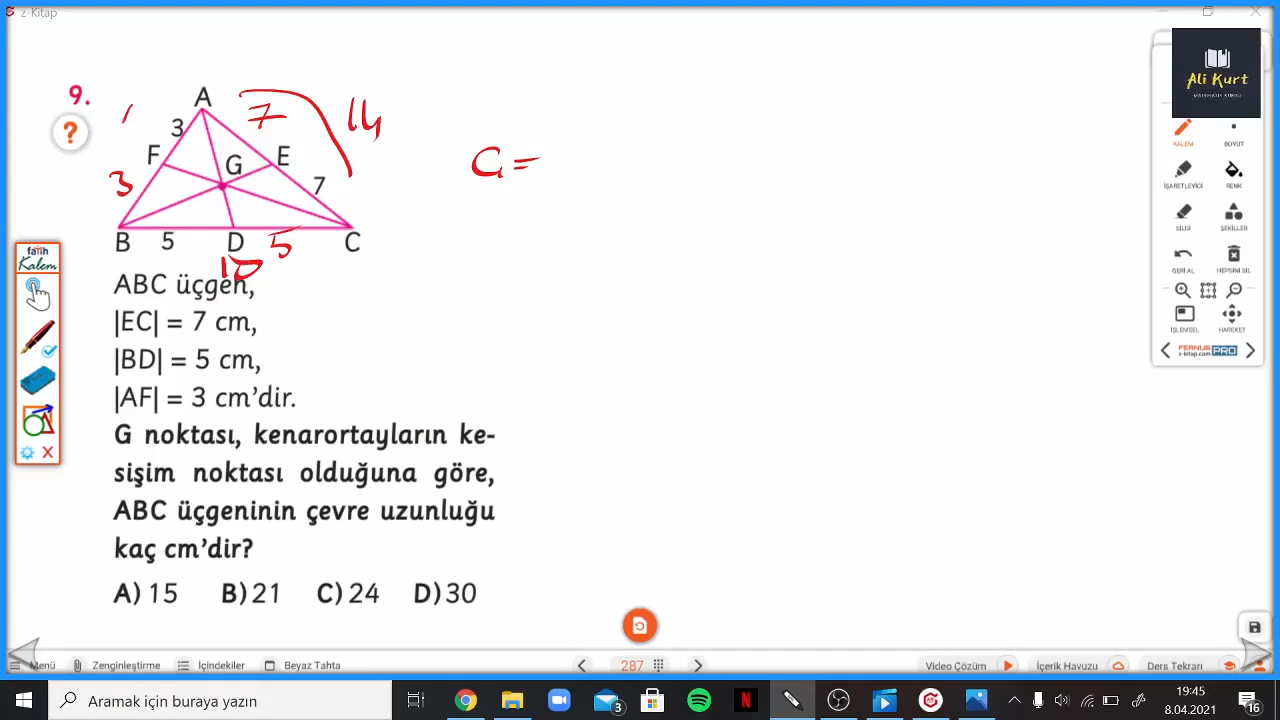 z-Kitap
9.
?
A
7
14
3
F
G
E
3
7
Ç =
B
5
D
5
C
10
ABC üçgen,
|EC| = 7 cm,
|BD| = 5 cm,
|AF| = 3 cm'dir.
G noktası, kenarortayların ke-
sişim noktası olduğuna göre,
ABC üçgeninin çevre uzunluğu
kaç cm'dir?
A) 15 B) 21 C) 24 D) 30
fatih
Kalem
Ali Kurt
KALEM BOYUT
İŞARETLEYİCİ RENK
SİLGİ ŞEKİLLER
GERİ AL HEPSİNİ SİL
İŞLEMSEL HAREKET
FERNUS PRO
z-kitap.com
Menü Zenginleştirme İçindekiler Beyaz Tahta 287 Video Çözüm İçerik Havuzu Ders Tekrarı
Aramak için buraya yazın
3
19:45
8.04.2021
16